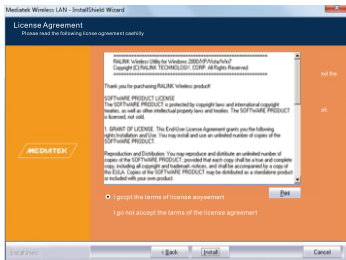 Mediatek Wireless LAN - InstallShield Wizard
License Agreement
Please read the following license agreement carefully
RALINK Wireless Utility for Windows 2000/XP/Vista/Win7
Copyright (C) RALINK TECHNOLOGY, CORP. All Rights Reserved.
Thank you for purchasing RALINK Wireless product!
SOFTWARE PRODUCT LICENSE
The SOFTWARE PRODUCT is protected by copyright laws and international copyright
treaties, as well as other intellectual property laws and treaties. The SOFTWARE PRODUCT
is licensed, not sold.
1. GRANT OF LICENSE. This End-User License Agreement grants you the following
rights:Installation and Use. You may install and use an unlimited number of copies of the
SOFTWARE PRODUCT.
Reproduction and Distribution. You may reproduce and distribute an unlimited number of
copies of the SOFTWARE PRODUCT; provided that each copy shall be a true and complete
copy, including all copyright and trademark notices, and shall be accompanied by a copy of
this EULA. Copies of the SOFTWARE PRODUCT may be distributed as a standalone product
or included with your own product.
MEDIATEK
Print
I gocpt the terms of license aoyeement
I go not accept the tarms of the license agreement
InstallShield
< Back
Install
Cancel